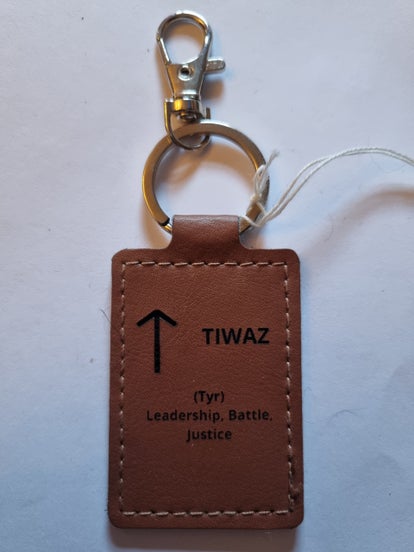 ↑ TIWAZ
(Tyr)
Leadership, Battle,
Justice